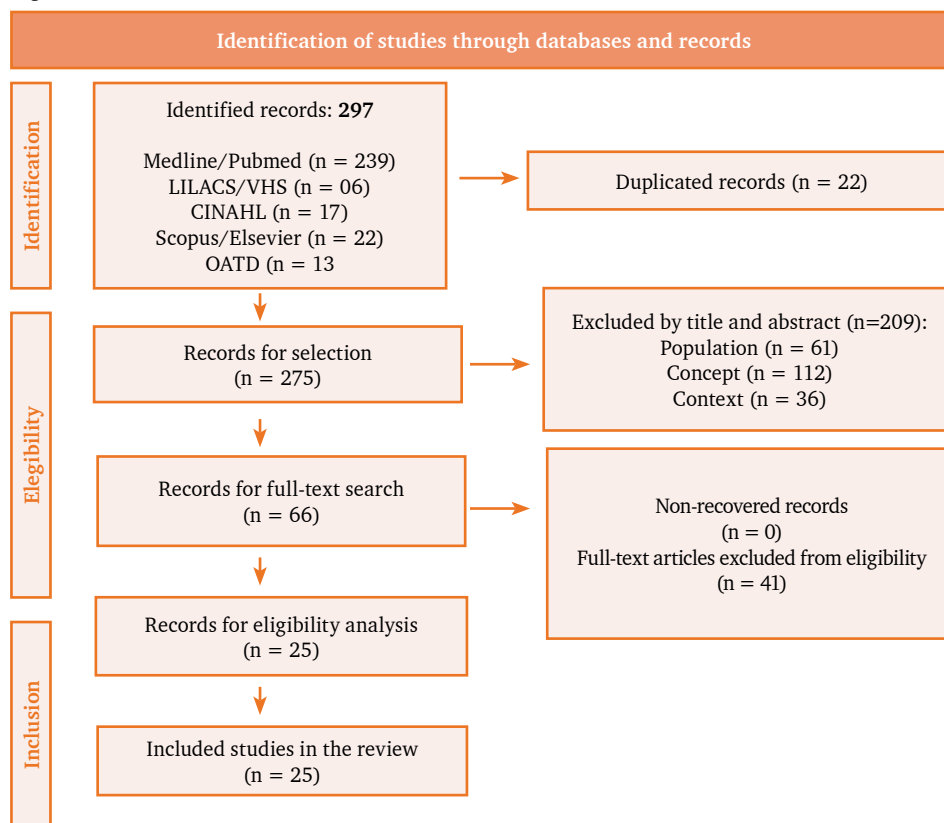 Identification of studies through databases and records
Identification
Identified records: 297
Medline/Pubmed (n = 239)
LILACS/VHS (n = 06)
CINAHL (n = 17)
Scopus/Elsevier (n = 22)
OATD (n = 13
Duplicated records (n = 22)
Elegibility
Records for selection
(n = 275)
Excluded by title and abstract (n=209):
Population (n = 61)
Concept (n = 112)
Context (n = 36)
Records for full-text search
(n = 66)
Non-recovered records
(n = 0)
Full-text articles excluded from eligibility
(n = 41)
Records for eligibility analysis
(n = 25)
Inclusion
Included studies in the review
(n = 25)